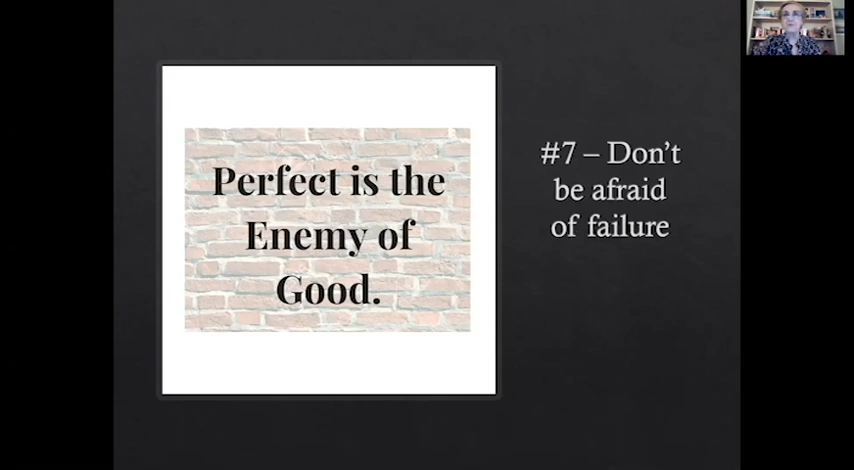 Perfect is the
Enemy of
Good.
#7 – Don't
be afraid
of failure